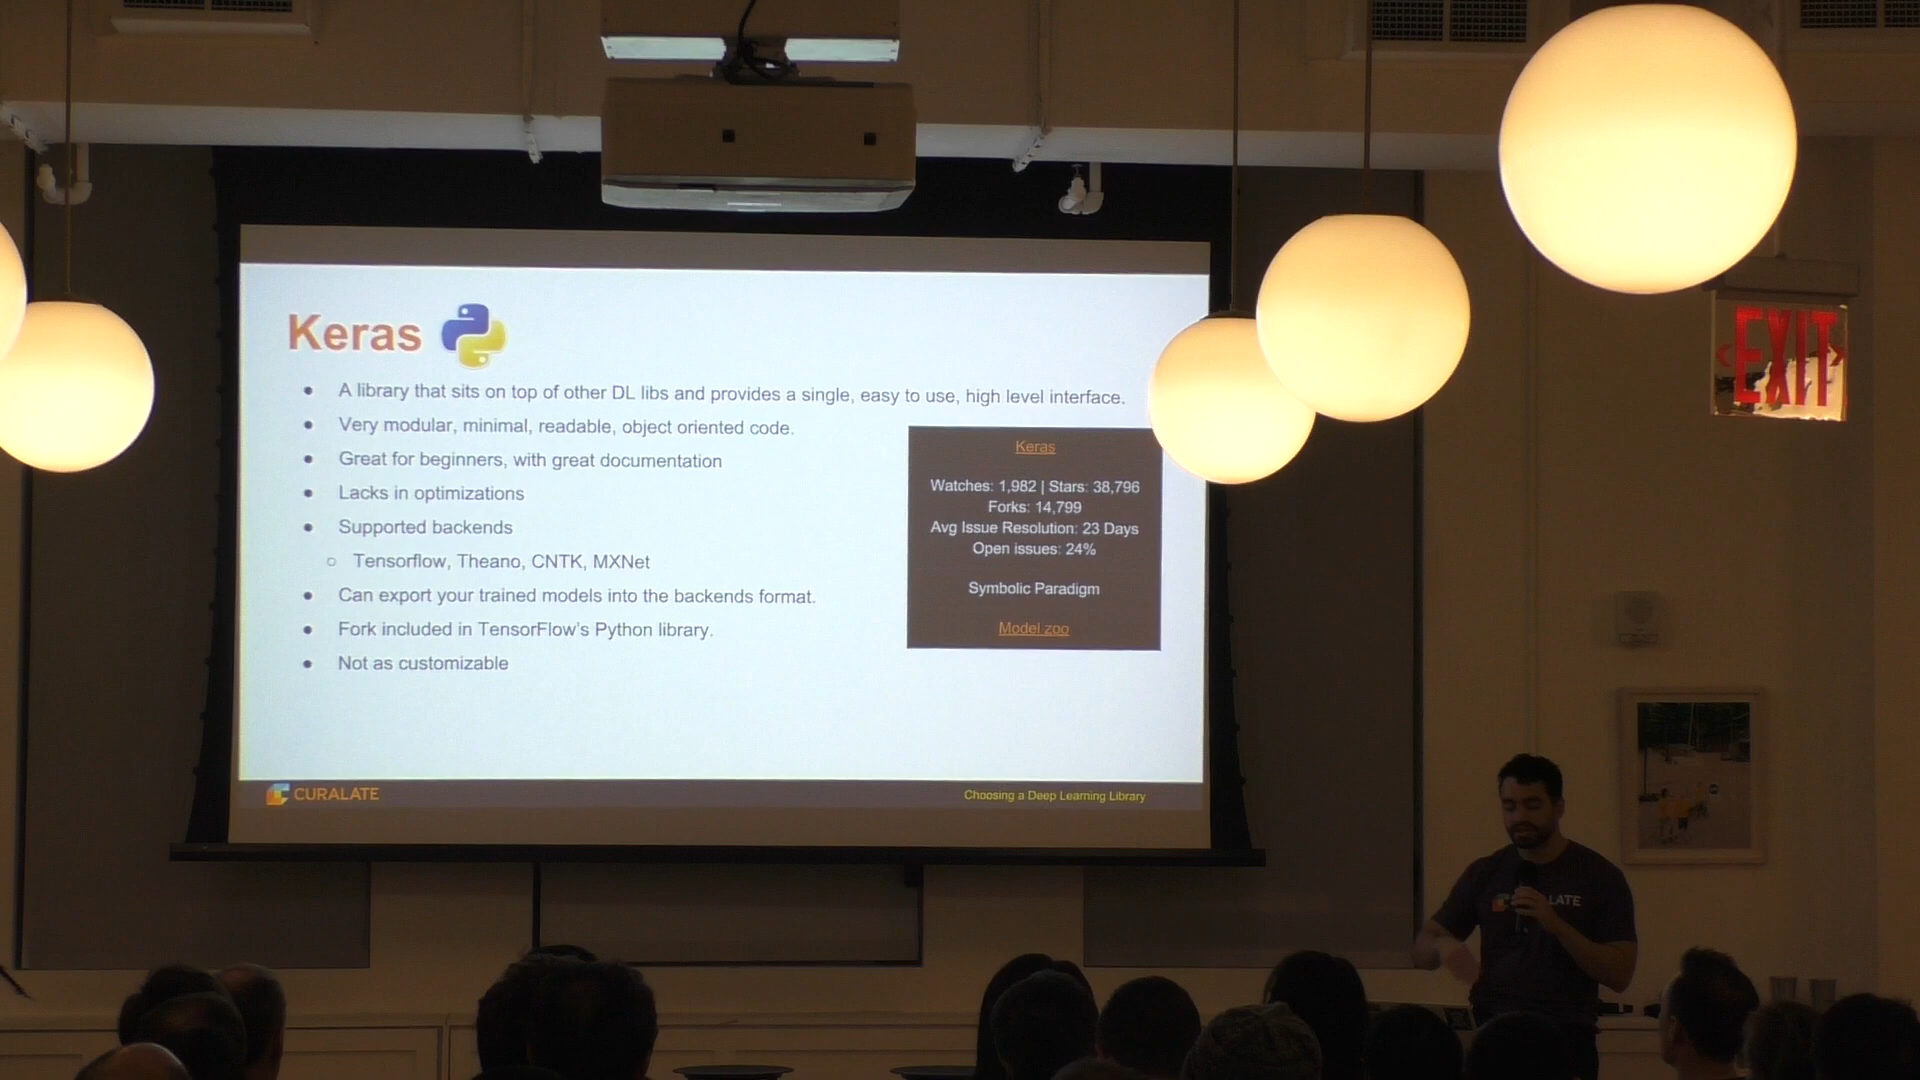 Keras
A library that sits on top of other DL libs and provides a single, easy to use, high level interface.
Very modular, minimal, readable, object oriented code.
Great for beginners, with great documentation
Lacks in optimizations
Supported backends
Tensorflow, Theano, CNTK, MXNet
Can export your trained models into the backends format.
Fork included in TensorFlow's Python library.
Not as customizable
Keras
Watches: 1,982 | Stars: 38,796
Forks: 14,799
Avg Issue Resolution: 23 Days
Open issues: 24%
Symbolic Paradigm
Model zoo
CURALATE
Choosing a Deep Learning Library
EXIT
LATE